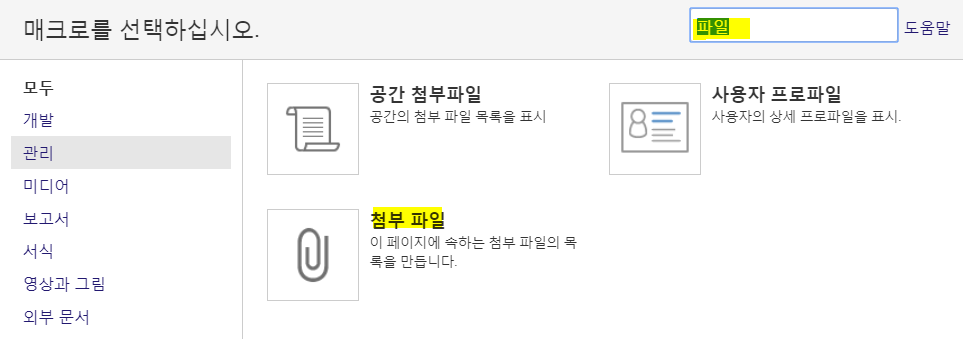 매크로를 선택하십시오.
파일
도움말
모두
개발
관리
미디어
보고서
서식
영상과 그림
외부 문서
공간 첨부파일
공간의 첨부 파일 목록을 표시
사용자 프로파일
사용자의 상세 프로파일을 표시.
첨부 파일
이 페이지에 속하는 첨부 파일의 목
록을 만듭니다.